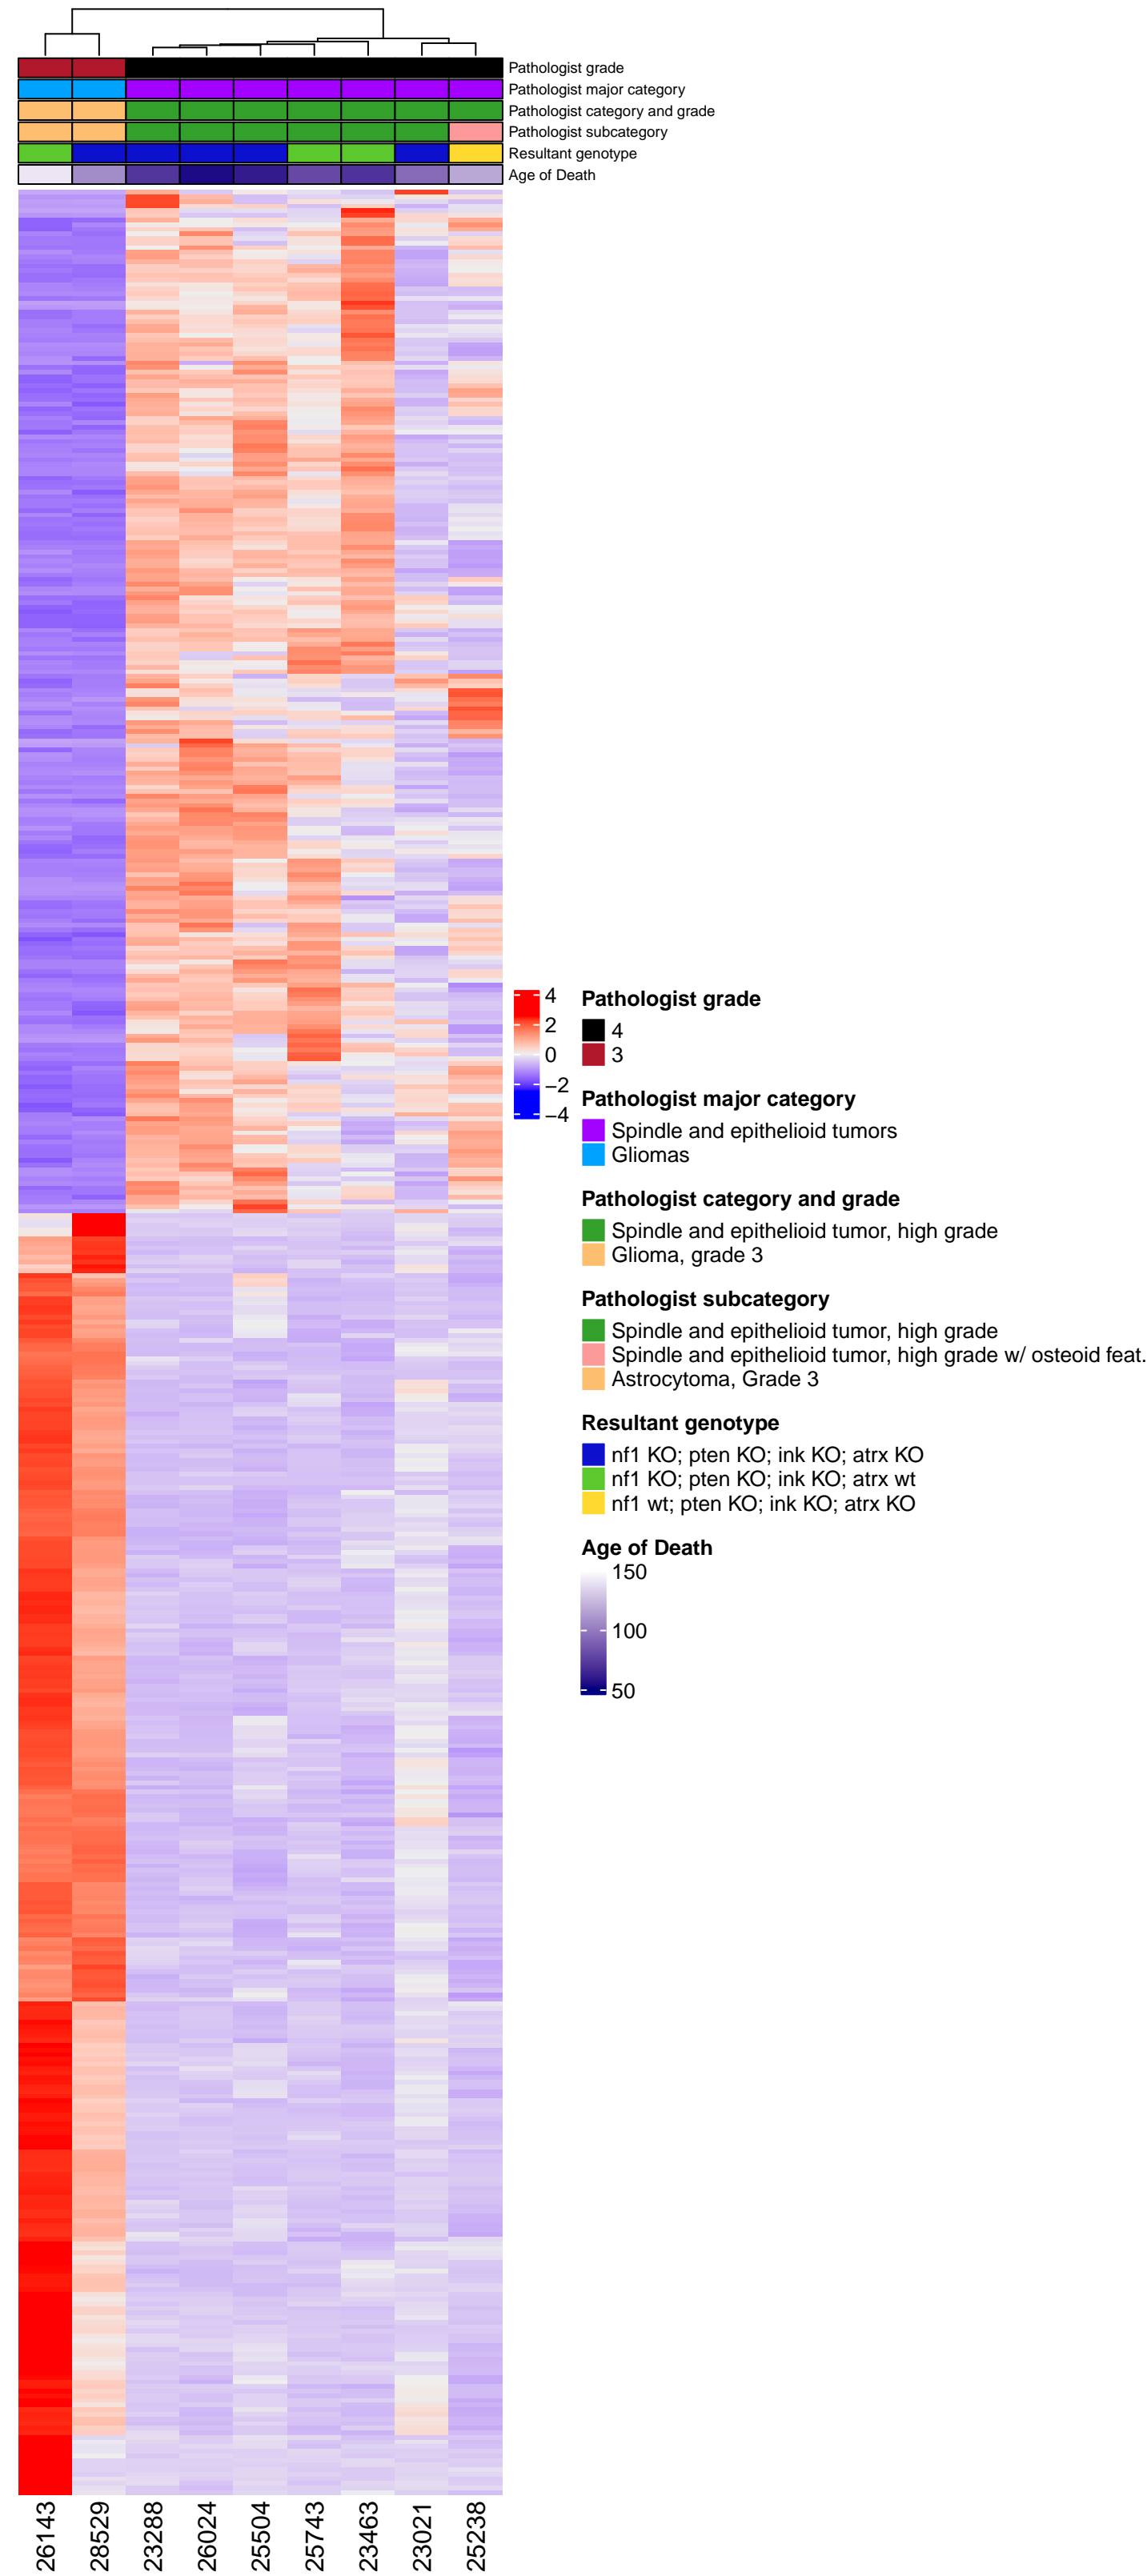 Pathologist grade
Pathologist major category
Pathologist category and grade
Pathologist subcategory
Resultant genotype
Age of Death
4
2
0
−2
−4
Pathologist grade
4
3
Pathologist major category
Spindle and epithelioid tumors
Gliomas
Pathologist category and grade
Spindle and epithelioid tumor, high grade
Glioma, grade 3
Pathologist subcategory
Spindle and epithelioid tumor, high grade
Spindle and epithelioid tumor, high grade w/ osteoid feat.
Astrocytoma, Grade 3
Resultant genotype
nf1 KO; pten KO; ink KO; atrx KO
nf1 KO; pten KO; ink KO; atrx wt
nf1 wt; pten KO; ink KO; atrx KO
Age of Death
150
100
50
26143
28529
23288
26024
25504
25743
23463
23021
25238